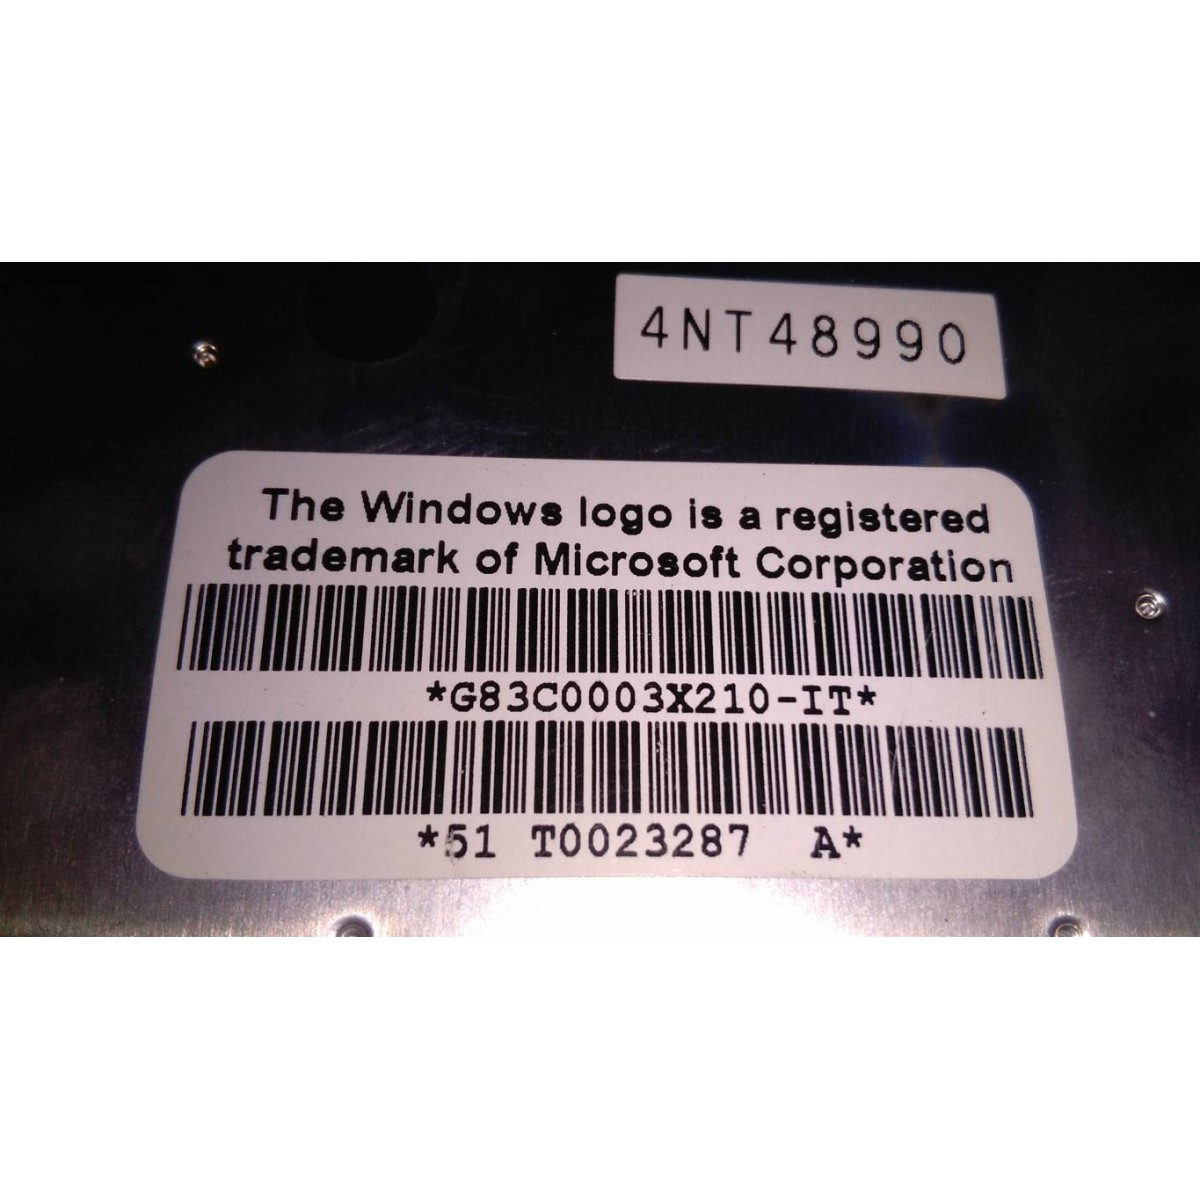 4NT48990
The Windows logo is a registered
trademark of Microsoft Corporation
*G83C0003X210-IT*
*51 T0023287 A*